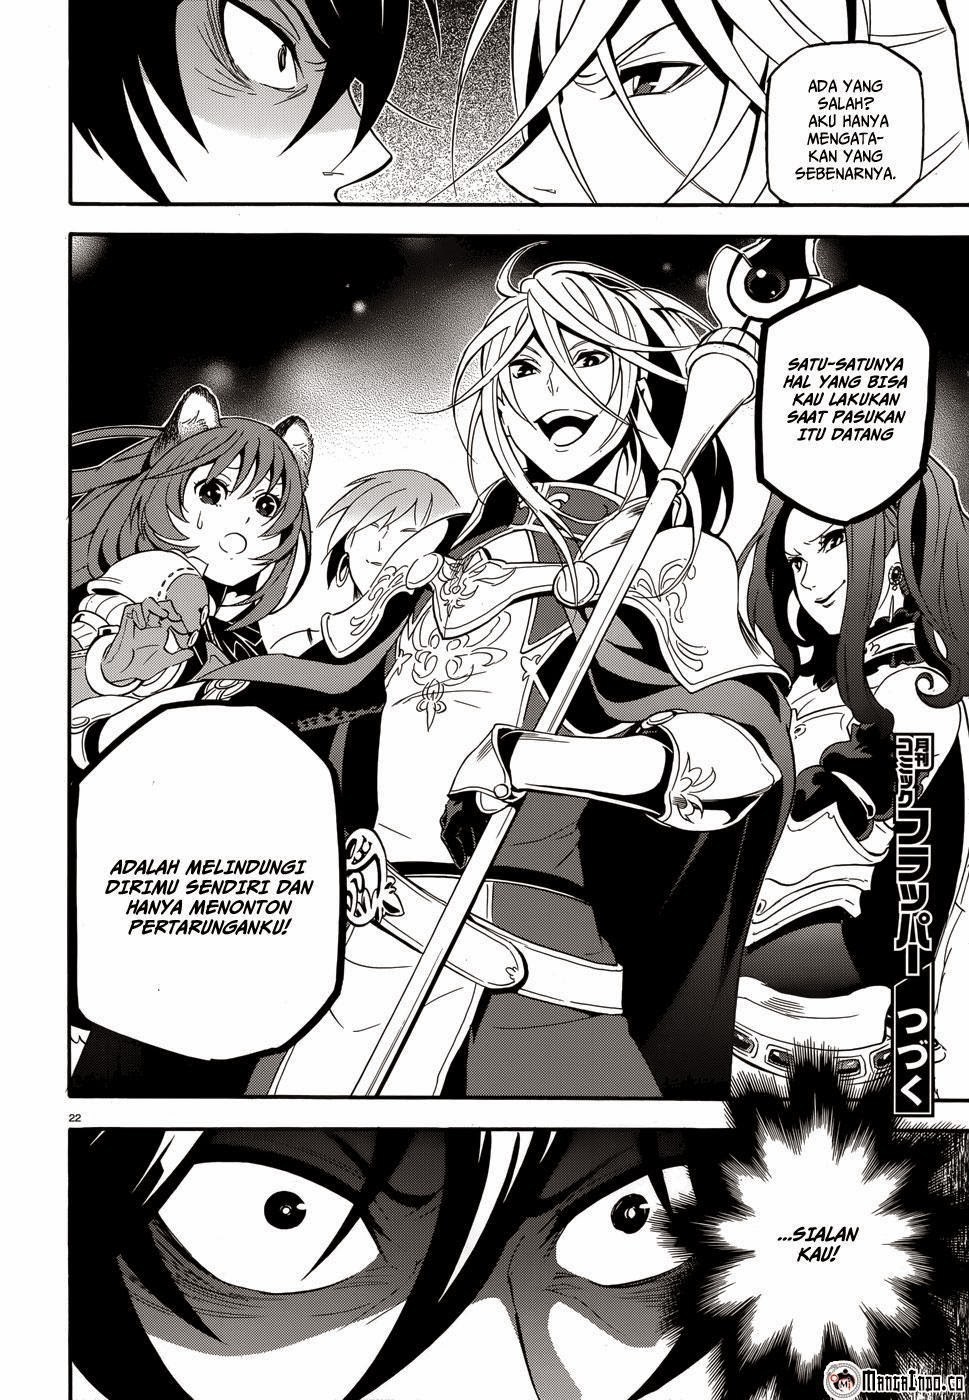 ADA YANG
SALAH?
AKU HANYA
MENGATA-
KAN YANG
SEBENARNYA.
SATU-SATUNYA
HAL YANG BISA
KAU LAKUKAN
SAAT PASUKAN
ITU DATANG
ADALAH MELINDUNGI
DIRIMU SENDIRI DAN
HANYA MENONTON
PERTARUNGANKU!
月刊
コミック
フラッパー
つづく
22
...SIALAN
KAU!
MANGAINDO.CO